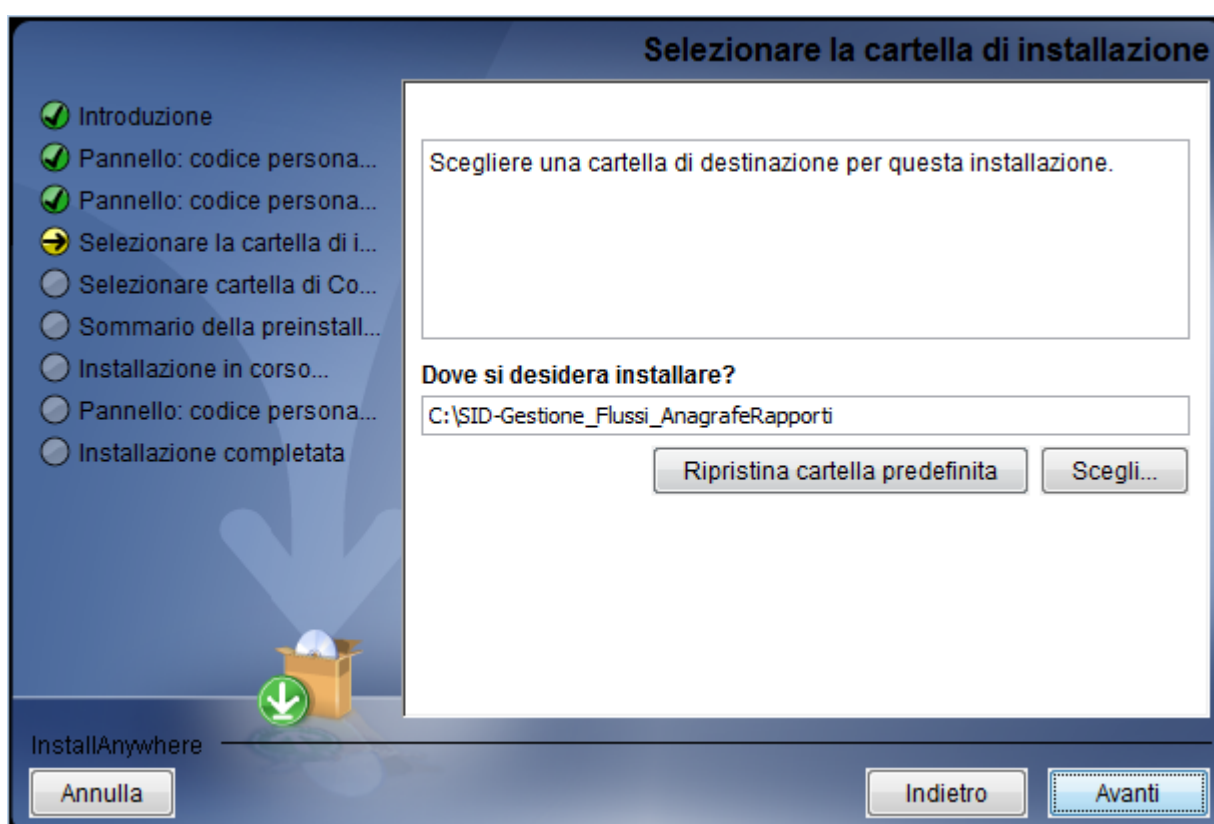 Selezionare la cartella di installazione
Introduzione
Pannello: codice persona...
Pannello: codice persona...
Selezionare la cartella di i...
Selezionare cartella di Co...
Sommario della preinstall...
Installazione in corso...
Pannello: codice persona...
Installazione completata
Scegliere una cartella di destinazione per questa installazione.
Dove si desidera installare?
C:\SID-Gestione_Flussi_AnagrafeRapporti
Ripristina cartella predefinita
Scegli...
InstallAnywhere
Annulla
Indietro
Avanti